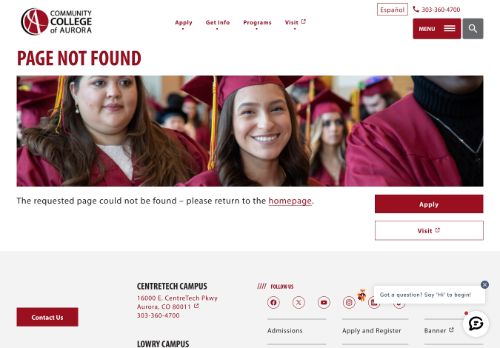 Español
303-360-4700
COMMUNITY
COLLEGE
of AURORA
Apply
Get Info
Programs
Visit
MENU
PAGE NOT FOUND
The requested page could not be found – please return to the homepage.
Apply
Visit
Contact Us
CENTRETECH CAMPUS
16000 E. CentreTech Pkwy
Aurora, CO 80011
303-360-4700
LOWRY CAMPUS
//// FOLLOW US
Got a question? Say "Hi" to begin!
Admissions
Apply and Register
Banner